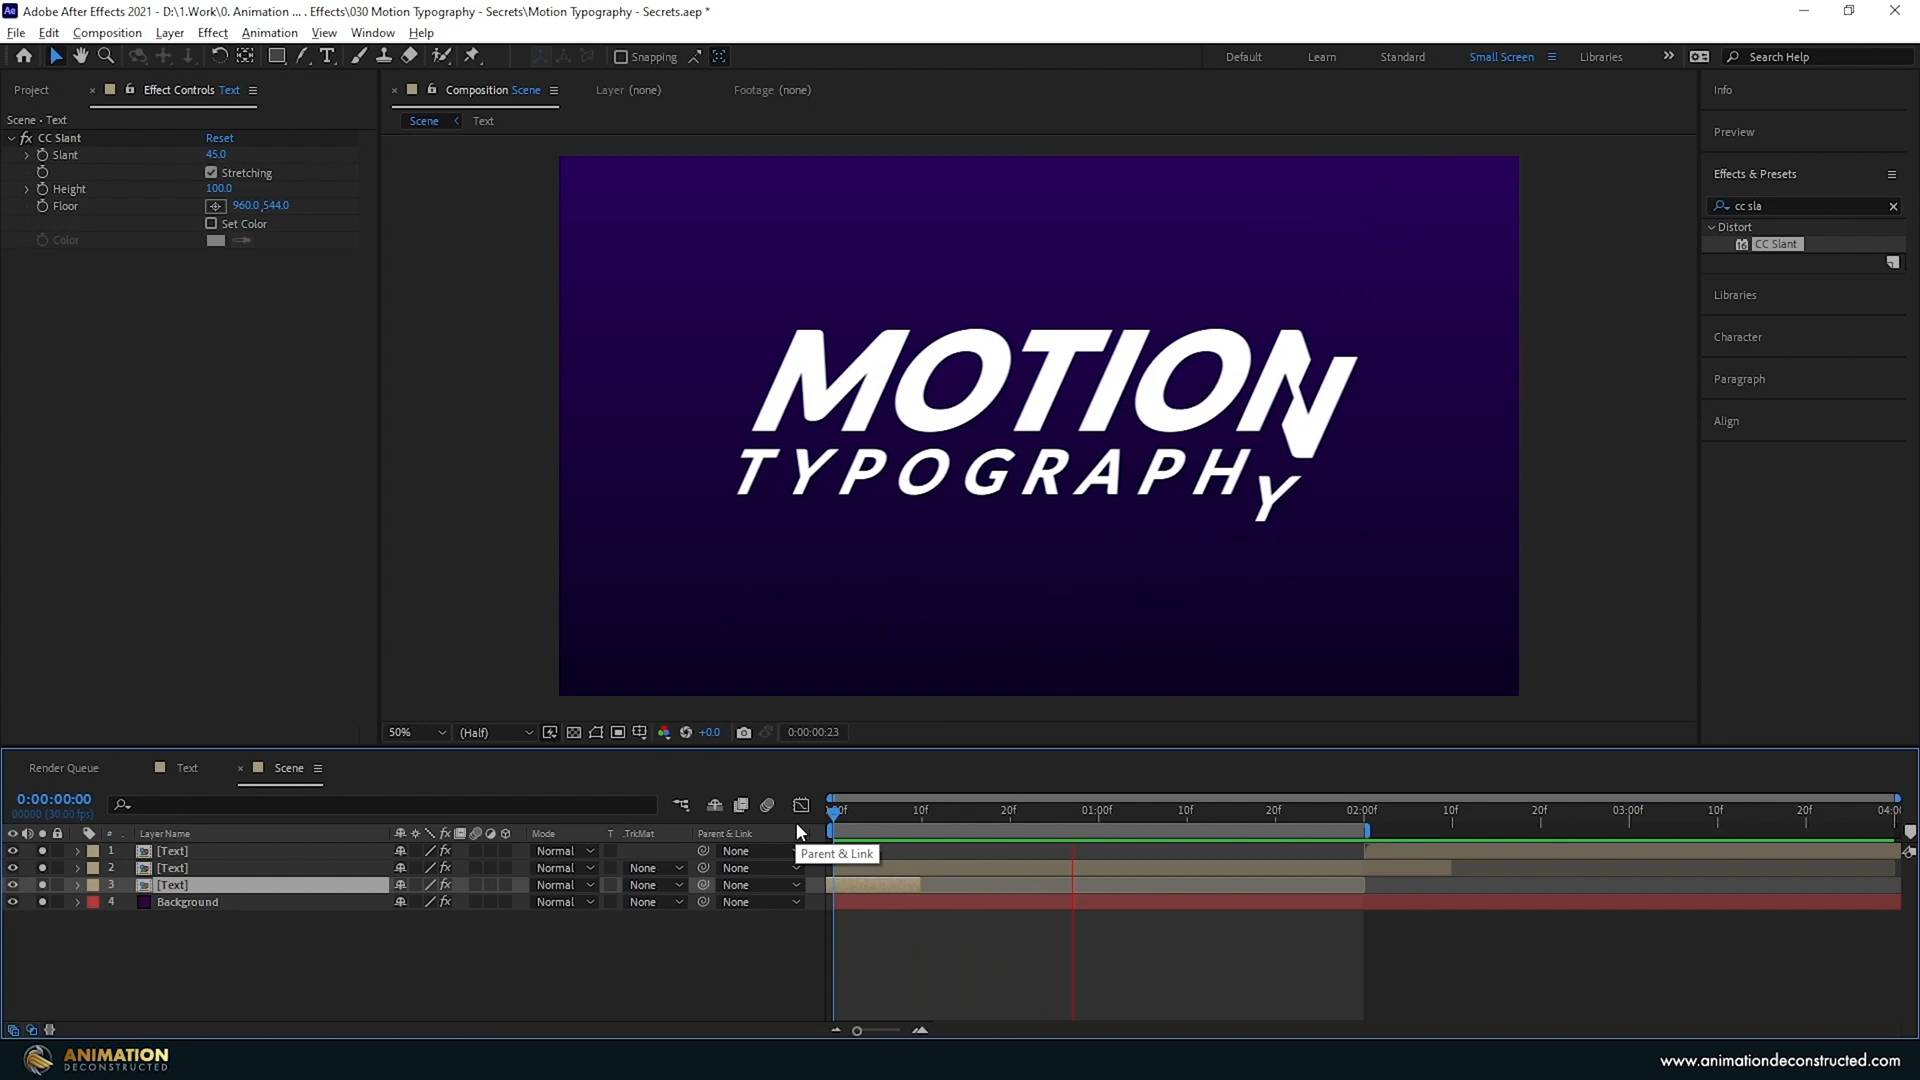 Adobe After Effects 2021 - D:\1.Work\0. Animation ... . Effects\030 Motion Typography - Secrets\Motion Typography - Secrets.aep *
File Edit Composition Layer Effect Animation View Window Help
Snapping Default Learn Standard Small Screen Libraries Search Help
Project Effect Controls Text Composition Scene Layer (none) Footage (none) Info
Scene • Text
Scene Text
fx CC Slant Reset
Slant 45.0
Stretching
Height 100.0
Floor 960.0,544.0
Set Color
Color
Preview
Effects & Presets
cc sla
Distort
CC Slant
Libraries
Character
Paragraph
Align
MOTION
TYPOGRAPHY
50% (Half) +0.0 0:00:00:23
Render Queue Text Scene
0:00:00:00
00000 (30.00 fps)
10f 20f 01:00f 10f 20f 02:00f 10f 20f 03:00f 10f 20f
# Layer Name Mode T .TrkMat Parent & Link
1 [Text] Normal None
Parent & Link
2 [Text] Normal None None
3 [Text] Normal None None
4 Background Normal None None
ANIMATION
DECONSTRUCTED
www.animationdeconstructed.com